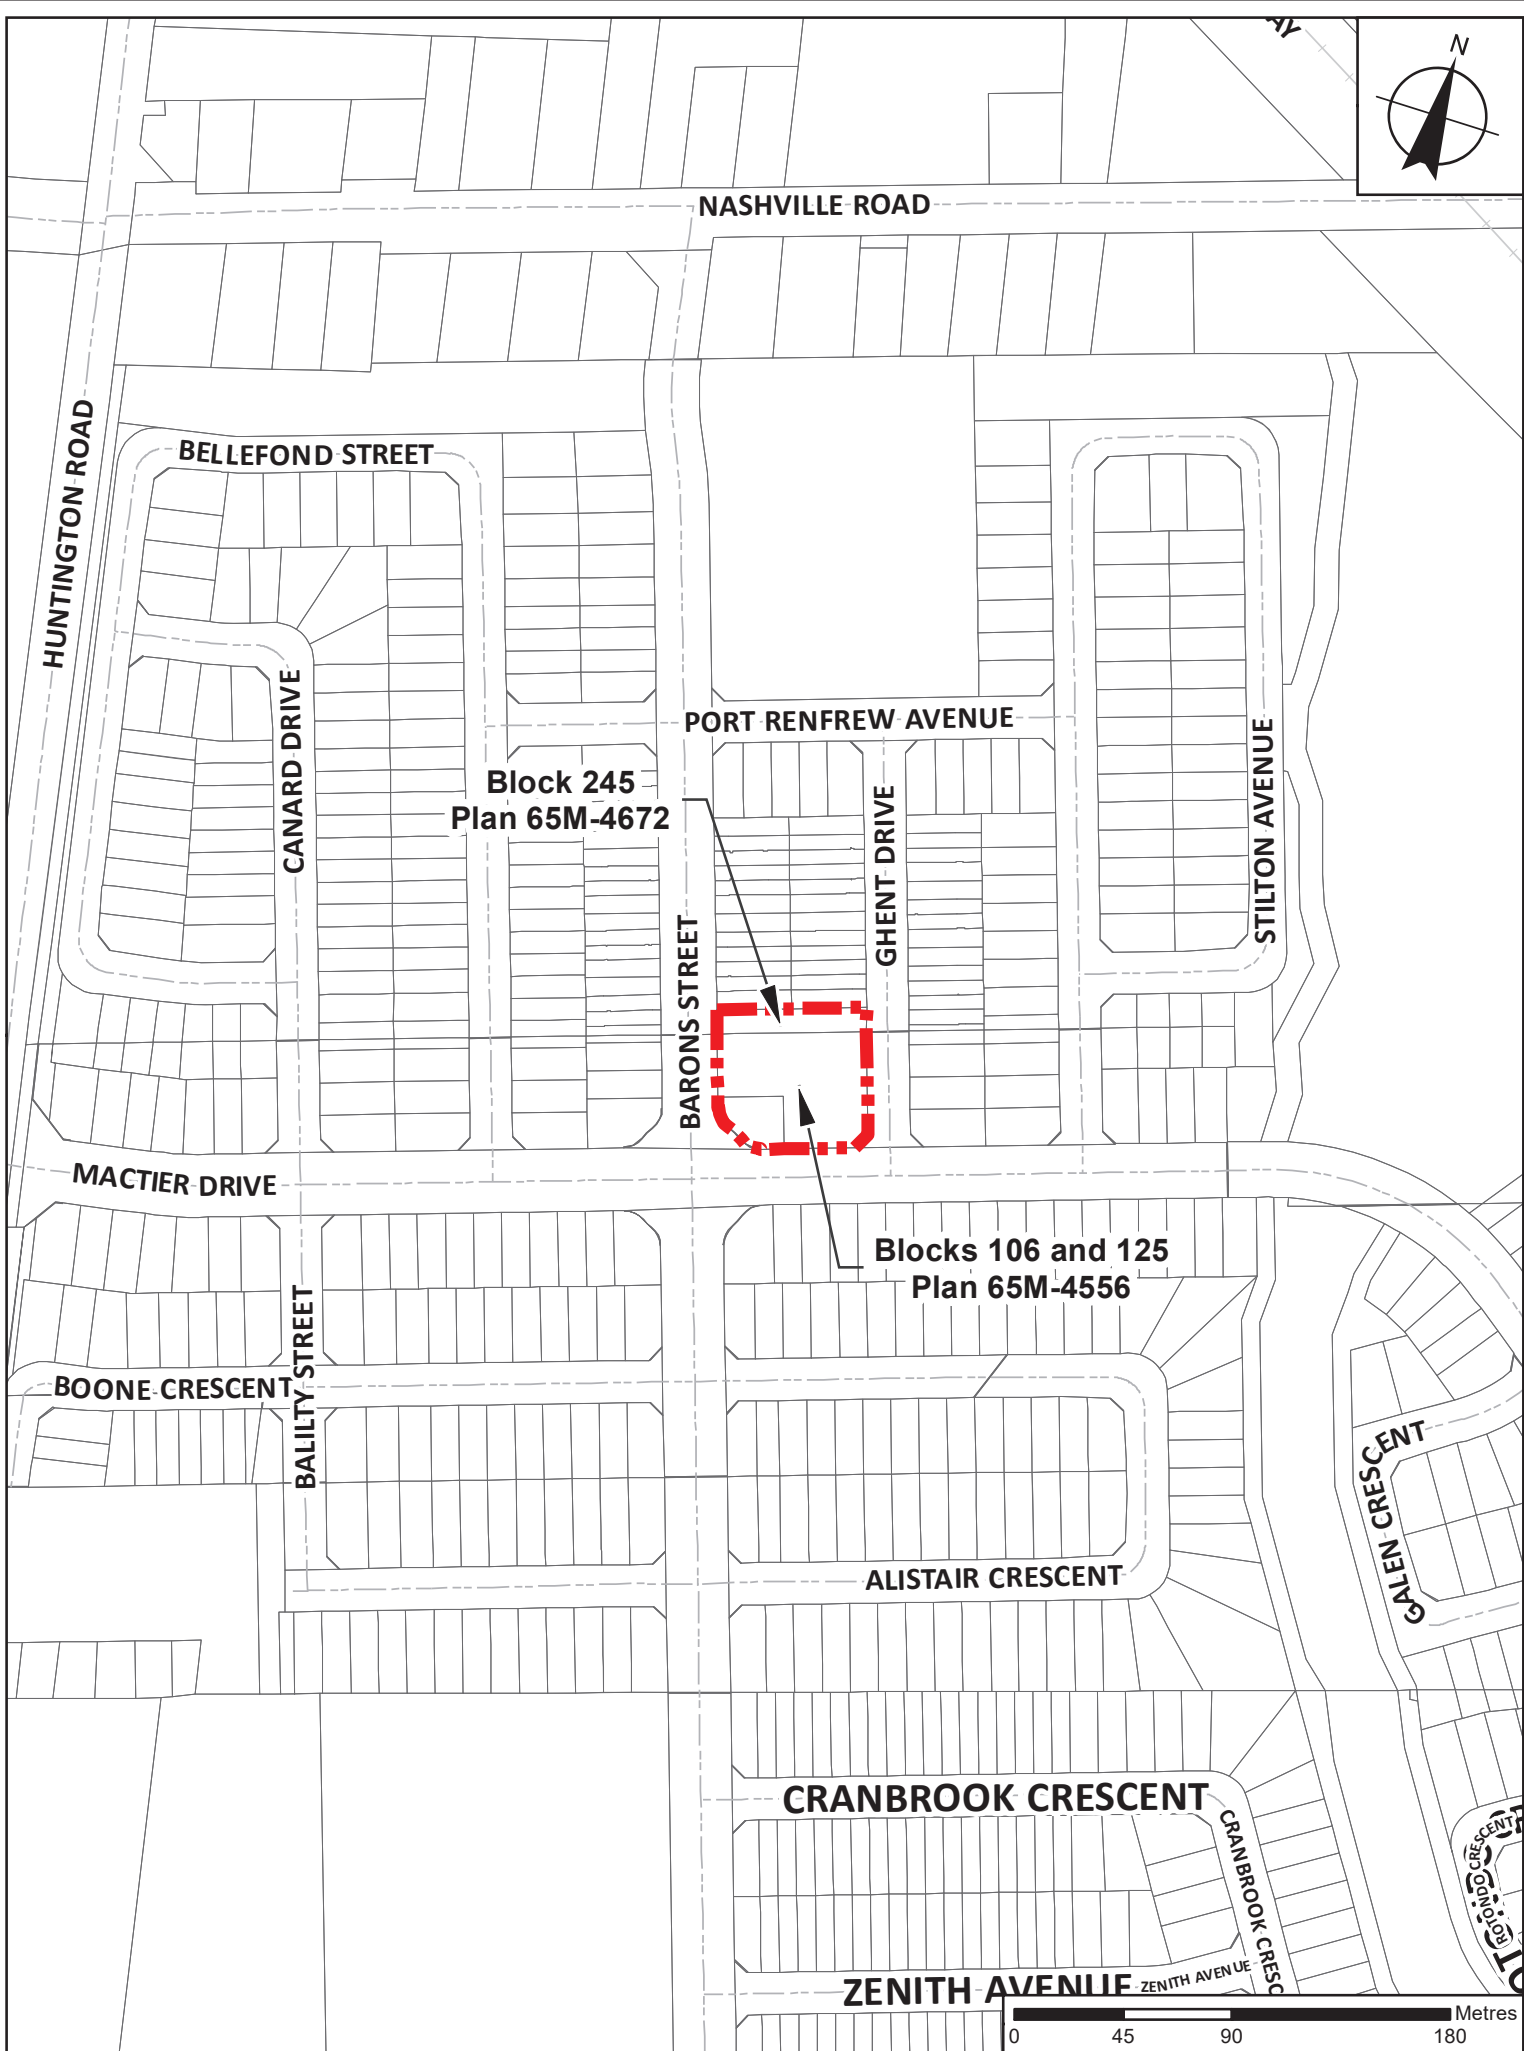 AY
N
NASHVILLE ROAD
HUNTINGTON ROAD
BELLEFOND STREET
CANARD DRIVE
PORT RENFREW AVENUE
Block 245
Plan 65M-4672
GHENT DRIVE
STILTON AVENUE
BARONS STREET
MACTIER DRIVE
Blocks 106 and 125
Plan 65M-4556
BALILTY STREET
BOONE CRESCENT
GALEN CRESCENT
ALISTAIR CRESCENT
CRANBROOK CRESCENT
CRANBROOK CRESC
ROTONDO CRESCENT
ZENITH AVENUE
ZENITH AVENUE
Metres
0 45 90 180